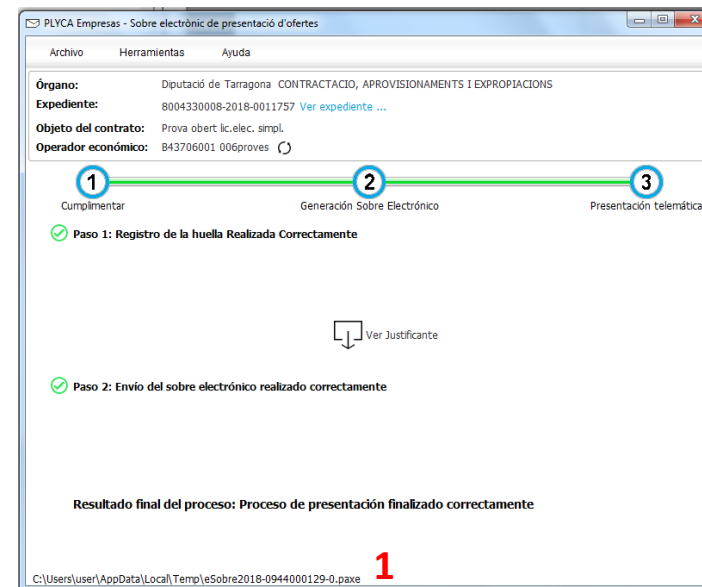 PLYCA Empresas - Sobre electrònic de presentació d'ofertes
Archivo Herramientas Ayuda
Órgano: Diputació de Tarragona CONTRACTACIO, APROVISIONAMENTS I EXPROPIACIONS
Expediente: 8004330008-2018-0011757 Ver expediente ...
Objeto del contrato: Prova obert lic.elec. simpl.
Operador económico: B43706001 006proves
1 2 3
Cumplimentar Generación Sobre Electrónico Presentación telemática
Paso 1: Registro de la huella Realizada Correctamente
Ver Justificante
Paso 2: Envío del sobre electrónico realizado correctamente
Resultado final del proceso: Proceso de presentación finalizado correctamente
C:\Users\user\AppData\Local\Temp\eSobre2018-0944000129-0.paxe 1